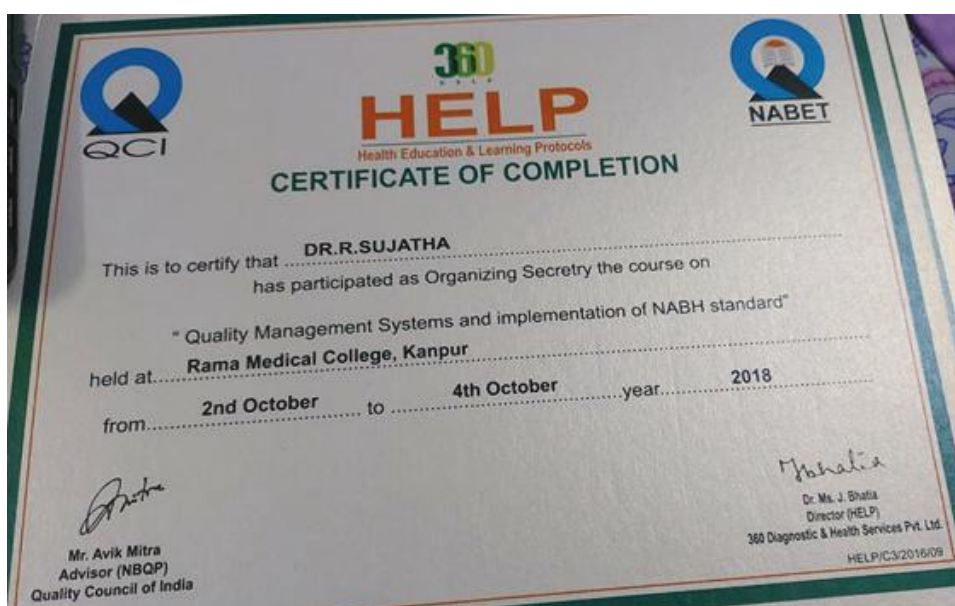 QCI
360
HELP
HELP
Health Education & Learning Protocols
NABET
CERTIFICATE OF COMPLETION
This is to certify that DR.R.SUJATHA
has participated as Organizing Secretry the course on
" Quality Management Systems and implementation of NABH standard"
held at Rama Medical College, Kanpur
from 2nd October to 4th October year 2018
Mr. Avik Mitra
Advisor (NBQP)
Quality Council of India
Jbhatia
Dr. Ms. J. Bhatia
Director (HELP)
360 Diagnostic & Health Services Pvt. Ltd.
HELP/C3/2016/09